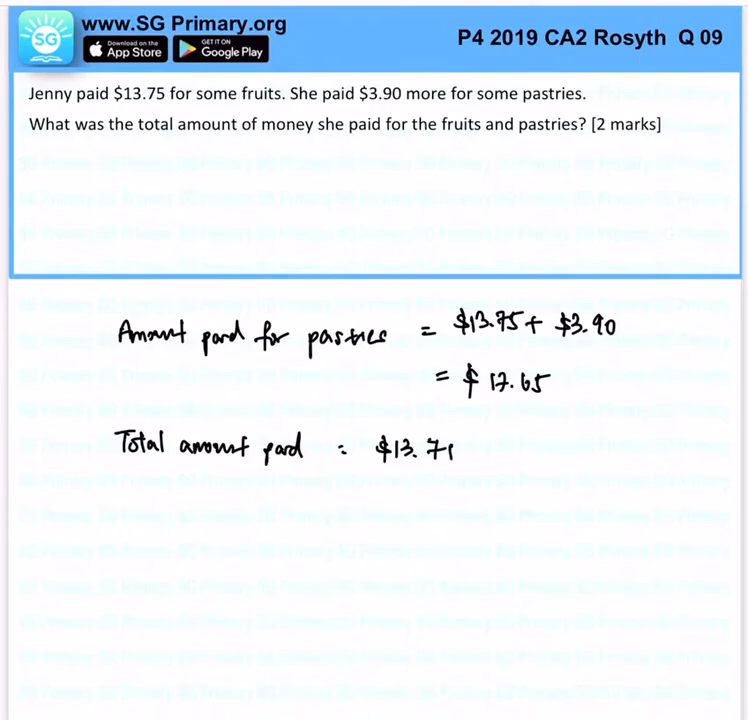 www.SG Primary.org
SG
Download on the App Store
GET IT ON Google Play
P4 2019 CA2 Rosyth Q 09
Jenny paid $13.75 for some fruits. She paid $3.90 more for some pastries.
What was the total amount of money she paid for the fruits and pastries? [2 marks]
Amount paid for pastries = $13.75 + $3.90
= $ 17.65
Total amount paid = $13.7